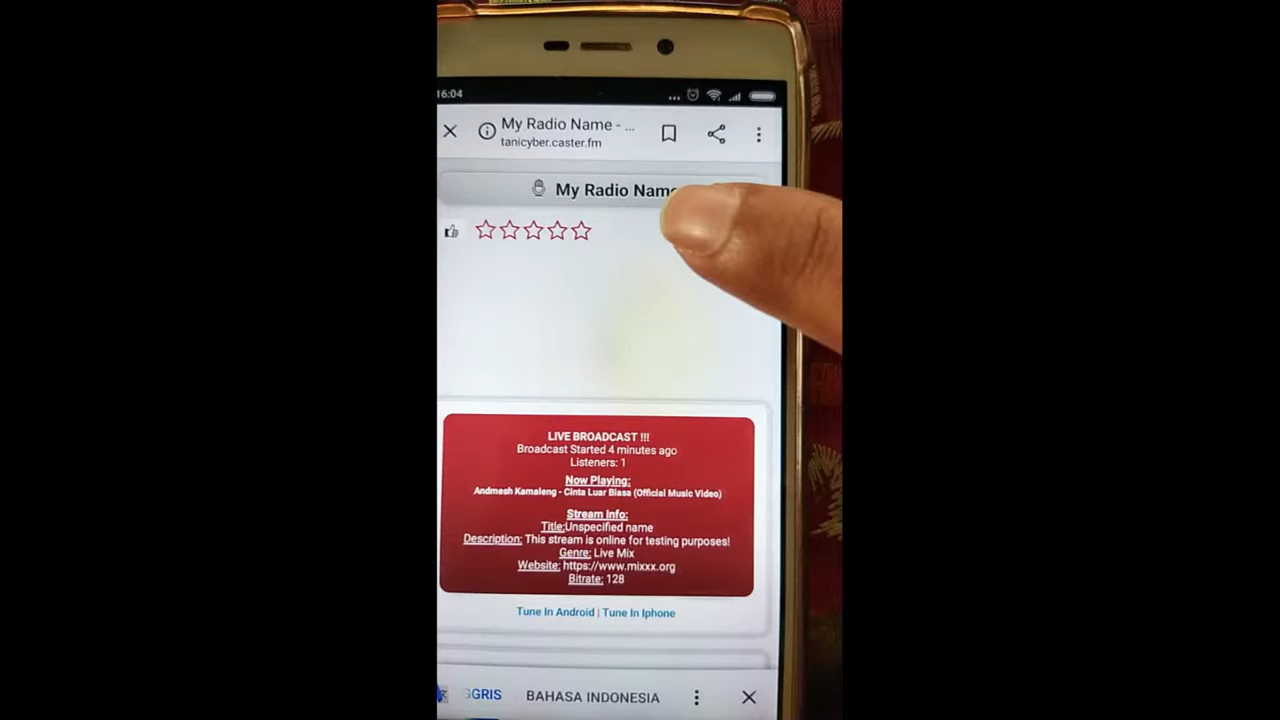 16:04
My Radio Name - ...
tanicyber.caster.fm
My Radio Name
LIVE BROADCAST !!!
Broadcast Started 4 minutes ago
Listeners: 1
Now Playing:
Andmesh Kamaleng - Cinta Luar Biasa (Official Music Video)
Stream Info:
Title:Unspecified name
Description: This stream is online for testing purposes!
Genre: Live Mix
Website: https://www.mixxx.org
Bitrate: 128
Tune In Android | Tune In Iphone
GGRIS BAHASA INDONESIA